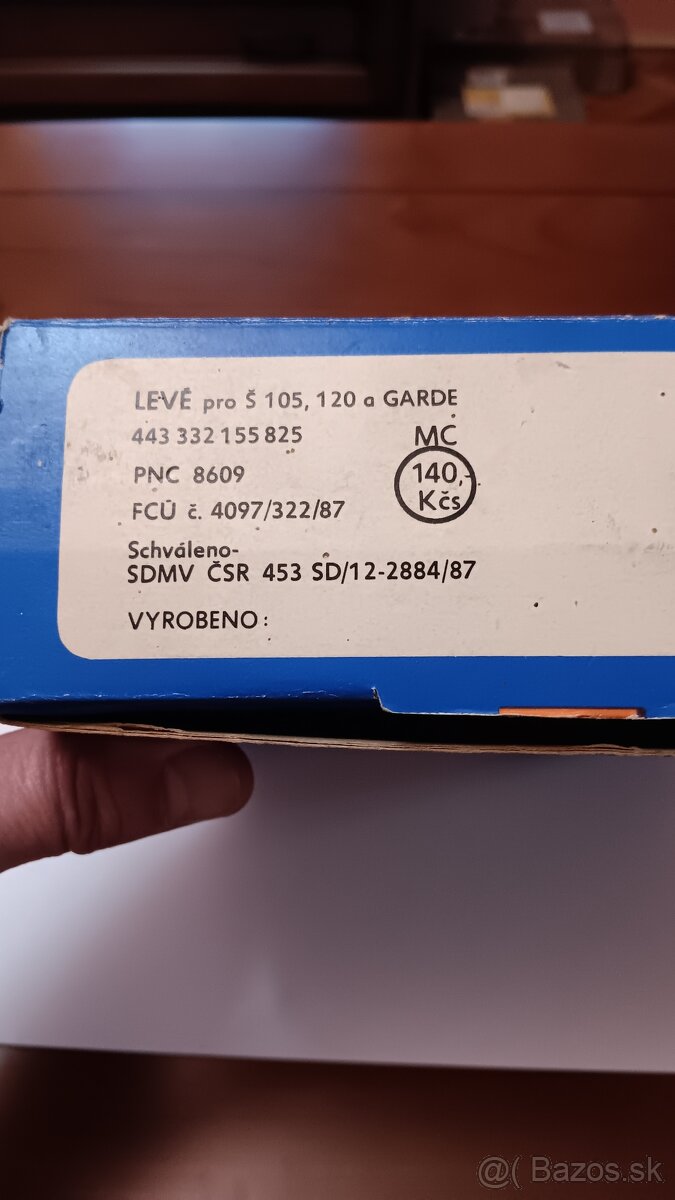 LEVÉ pro Š 105, 120 a GARDE
443 332 155 825
MC
PNC 8609
140,-
Kčs
FCÚ č. 4097/322/87
Schváleno-
SDMV ČSR 453 SD/12-2884/87
VYROBENO:
@( Bazos.sk